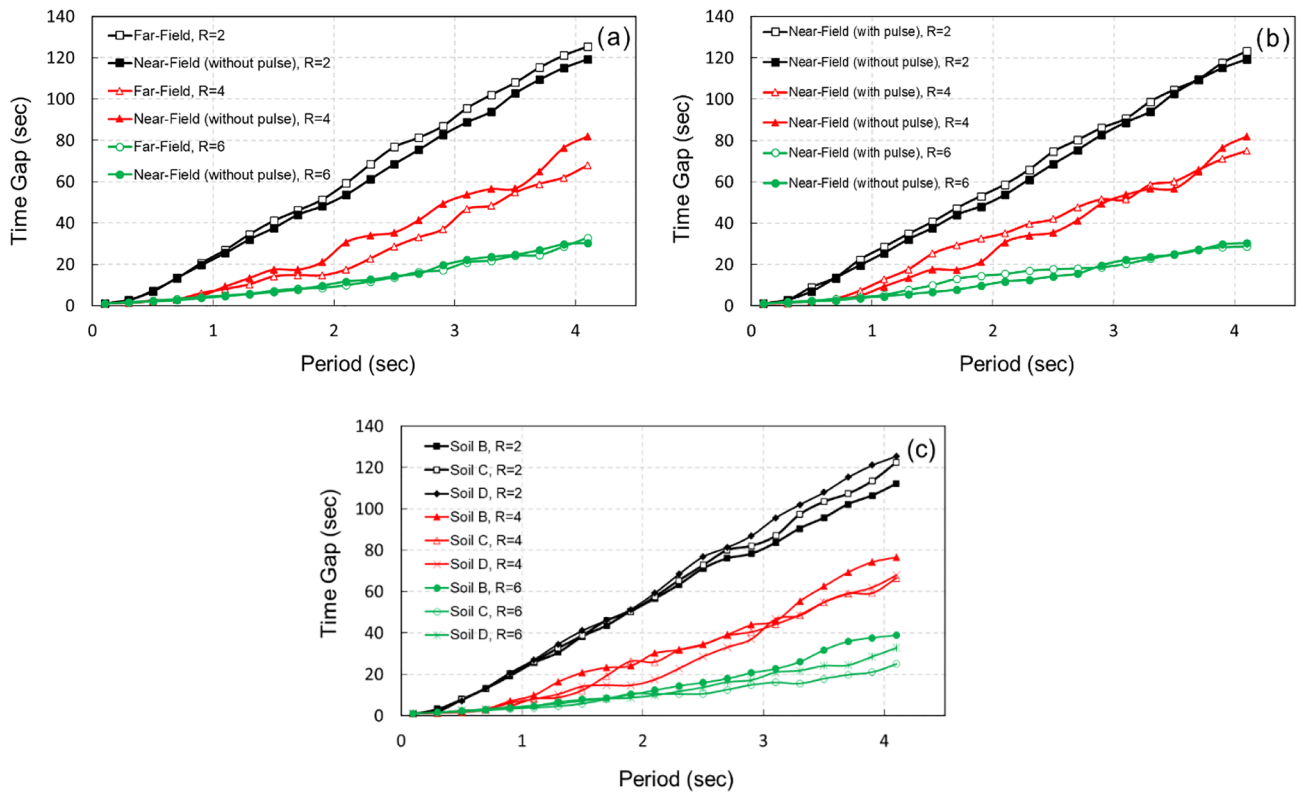 (a)
Far-Field, R=2
Near-Field (without pulse), R=2
Far-Field, R=4
Near-Field (without pulse), R=4
Far-Field, R=6
Near-Field (without pulse), R=6
Time Gap (sec)
140
120
100
80
60
40
20
0
0 1 2 3 4
Period (sec)
(b)
Near-Field (with pulse), R=2
Near-Field (without pulse), R=2
Near-Field (with pulse), R=4
Near-Field (without pulse), R=4
Near-Field (with pulse), R=6
Near-Field (without pulse), R=6
Time Gap (sec)
140
120
100
80
60
40
20
0
0 1 2 3 4
Period (sec)
(c)
Soil B, R=2
Soil C, R=2
Soil D, R=2
Soil B, R=4
Soil C, R=4
Soil D, R=4
Soil B, R=6
Soil C, R=6
Soil D, R=6
Time Gap (sec)
140
120
100
80
60
40
20
0
0 1 2 3 4
Period (sec)